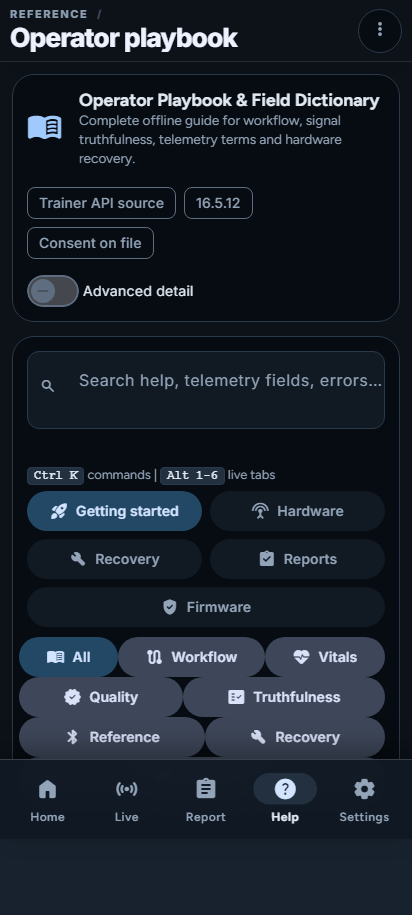 REFERENCE /
Operator playbook
Operator Playbook & Field Dictionary
Complete offline guide for workflow, signal
truthfulness, telemetry terms and hardware
recovery.
Trainer API source
16.5.12
Consent on file
Advanced detail
Search help, telemetry fields, errors...
Ctrl K commands | Alt 1-6 live tabs
Getting started
Hardware
Recovery
Reports
Firmware
All
Workflow
Vitals
Quality
Truthfulness
Reference
Recovery
Home
Live
Report
Help
Settings